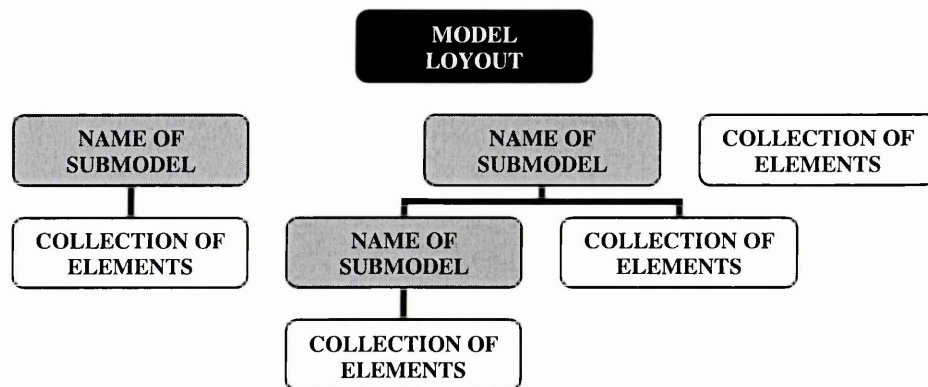 MODEL
LOYOUT
NAME OF
SUBMODEL
NAME OF
SUBMODEL
COLLECTION OF
ELEMENTS
COLLECTION OF
ELEMENTS
NAME OF
SUBMODEL
COLLECTION OF
ELEMENTS
COLLECTION OF
ELEMENTS